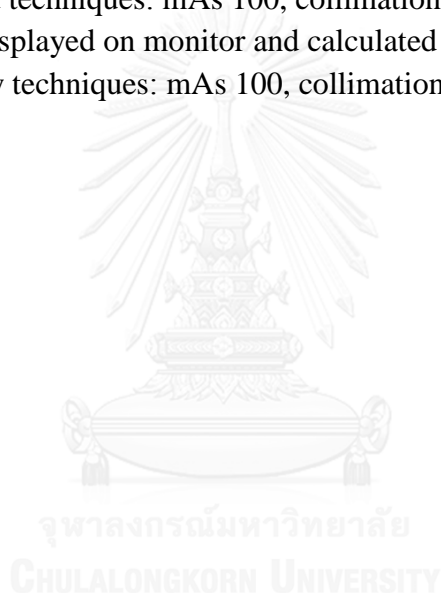 techniques: mAs 100, collimation
splayed on monitor and calculated
y techniques: mAs 100, collimation
จุฬาลงกรณ์มหาวิทยาลัย
CHULALONGKORN UNIVERSITY